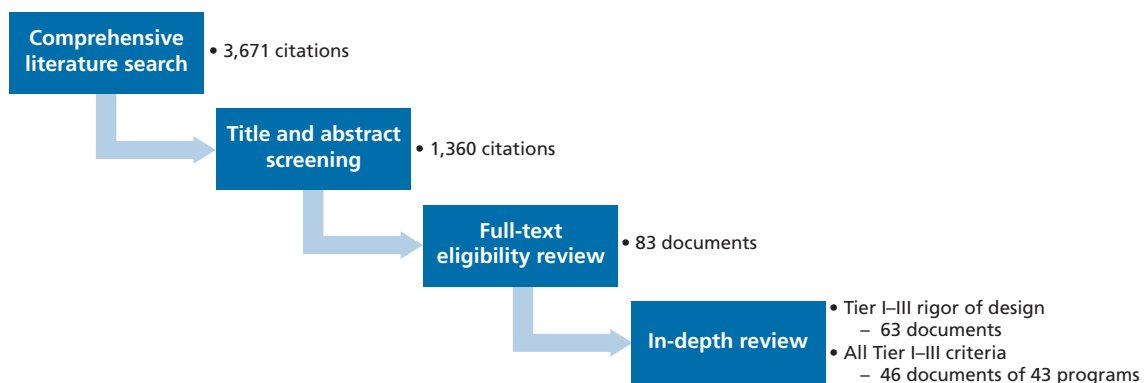 Comprehensive
literature search
• 3,671 citations
Title and abstract
screening
• 1,360 citations
Full-text
eligibility review
• 83 documents
In-depth review
• Tier I–III rigor of design
– 63 documents
• All Tier I–III criteria
– 46 documents of 43 programs